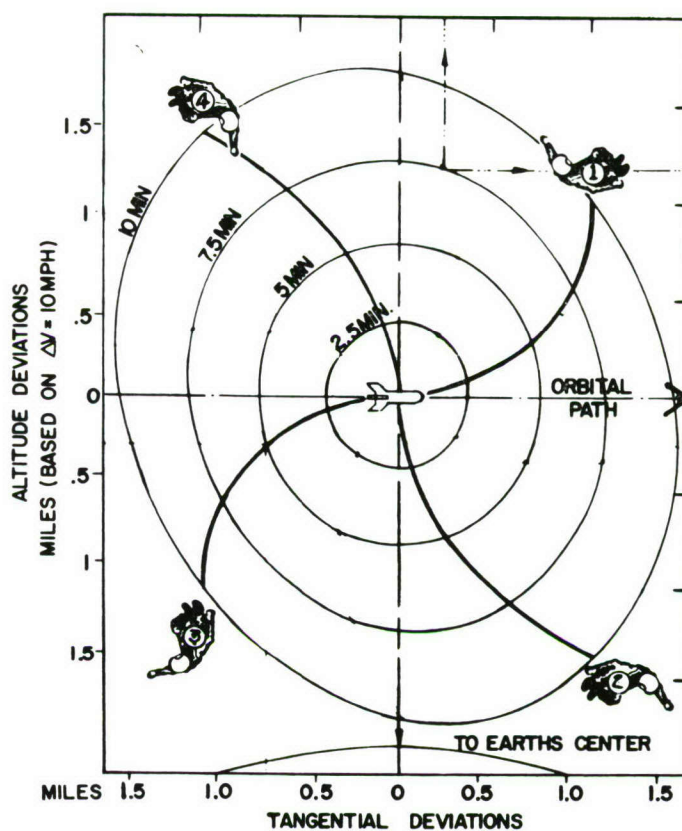 4
1.5
1
10 MIN
7.5 MIN
1
5 MIN
.5
2.5 MIN.
ALTITUDE DEVIATIONS
MILES (BASED ON ΔV = 10 MPH)
0
ORBITAL
PATH
.5
1
3
1.5
2
TO EARTHS CENTER
MILES 1.5 1.0 0.5 0 0.5 1.0 1.5
TANGENTIAL DEVIATIONS